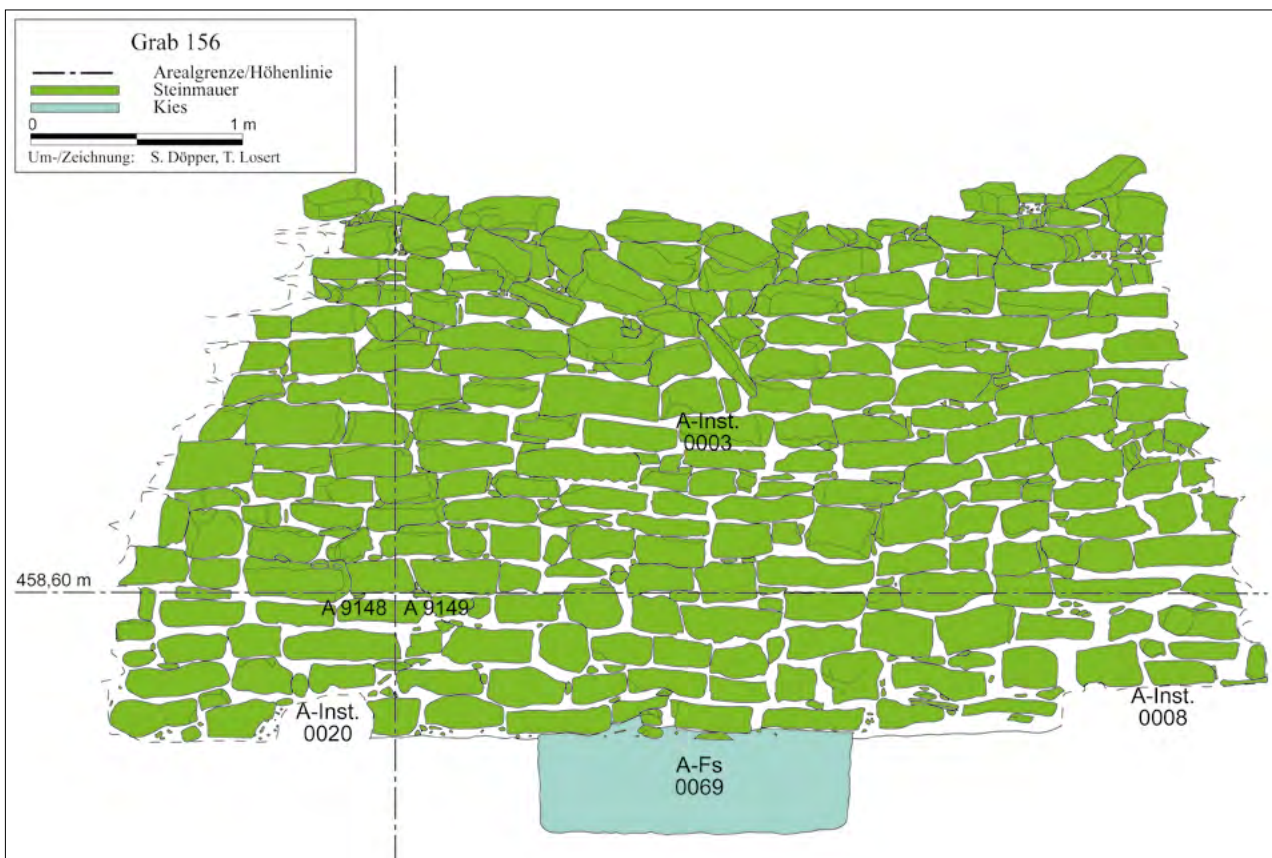 Grab 156
Arealgrenze/Höhenlinie
Steinmauer
Kies
0 1 m
Um-/Zeichnung: S. Döpper, T. Losert
A-Inst.
0003
458,60 m
A 9148 A 9149
A-Inst.
0020
A-Inst.
0008
A-Fs
0069